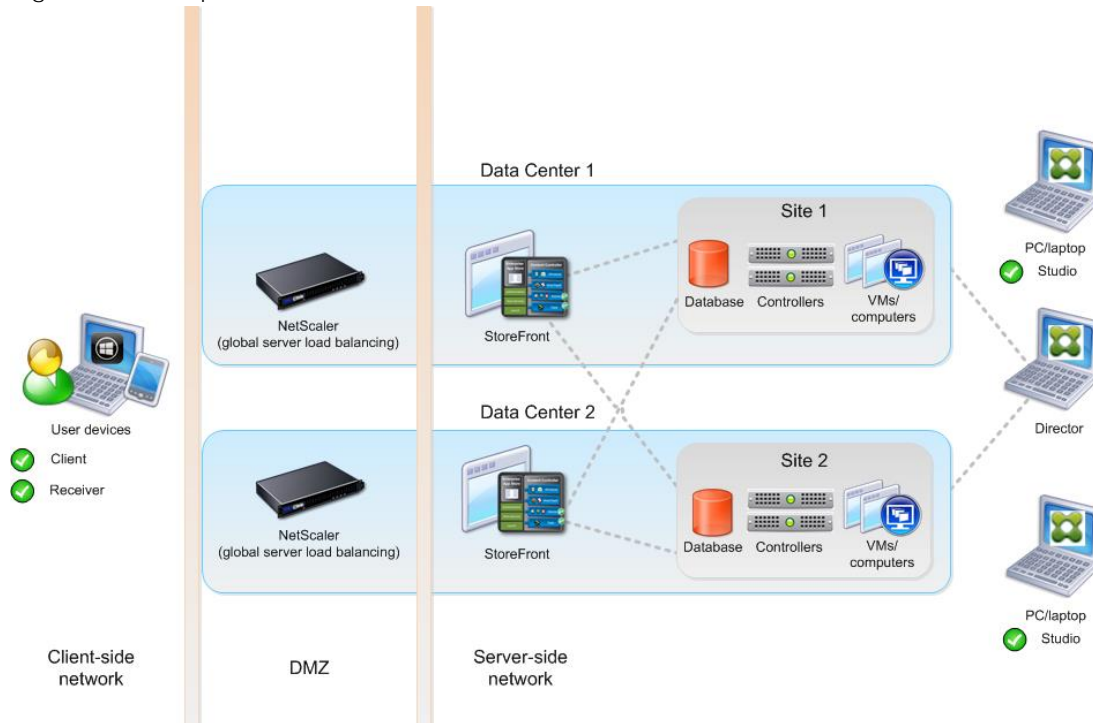 Data Center 1
Site 1
Database
Controllers
VMs/
computers
NetScaler
(global server load balancing)
StoreFront
PC/laptop
Studio
User devices
Client
Receiver
Data Center 2
Director
Site 2
Database
Controllers
VMs/
computers
NetScaler
(global server load balancing)
StoreFront
PC/laptop
Studio
Client-side
network
DMZ
Server-side
network